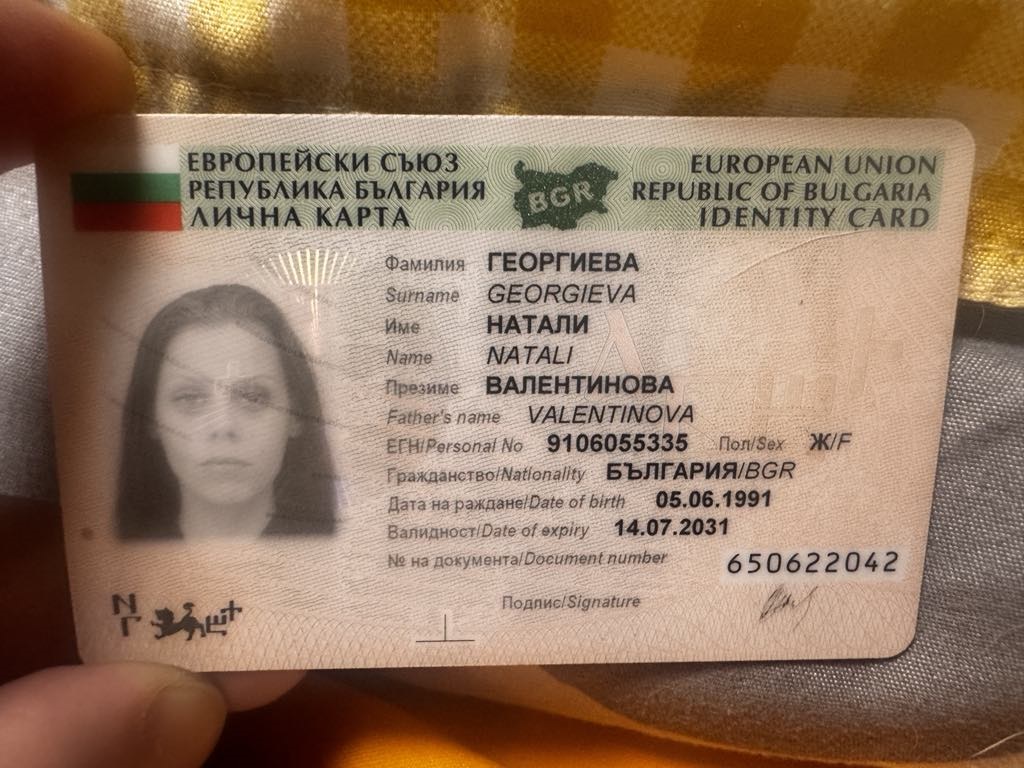 ЕВРОПЕЙСКИ СЪЮЗ
РЕПУБЛИКА БЪЛГАРИЯ
ЛИЧНА КАРТА
BGR
EUROPEAN UNION
REPUBLIC OF BULGARIA
IDENTITY CARD
Фамилия ГЕОРГИЕВА
Surname GEORGIEVA
Име НАТАЛИ
Name NATALI
Презиме ВАЛЕНТИНОВА
Father's name VALENTINOVA
ЕГН/Personal No 9106055335 Пол/Sex Ж/F
Гражданство/Nationality БЪЛГАРИЯ/BGR
Дата на раждане/Date of birth 05.06.1991
Валидност/Date of expiry 14.07.2031
№ на документа/Document number 650622042
Подпис/Signature